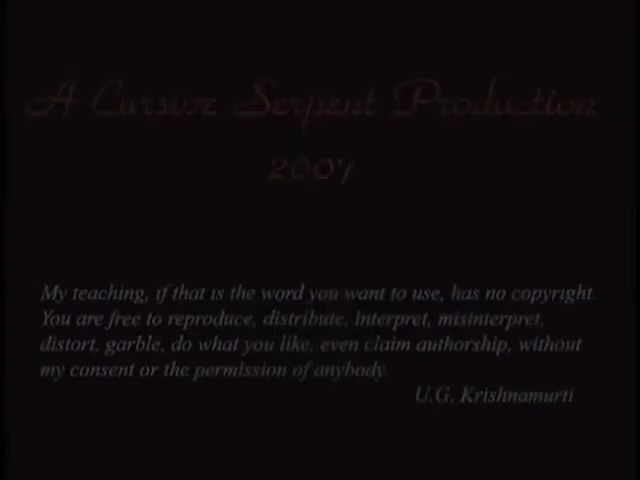 A Cursive Serpent Production
2007
My teaching, if that is the word you want to use, has no copyright.
You are free to reproduce, distribute, interpret, misinterpret,
distort, garble, do what you like, even claim authorship, without
my consent or the permission of anybody.
U.G. Krishnamurti